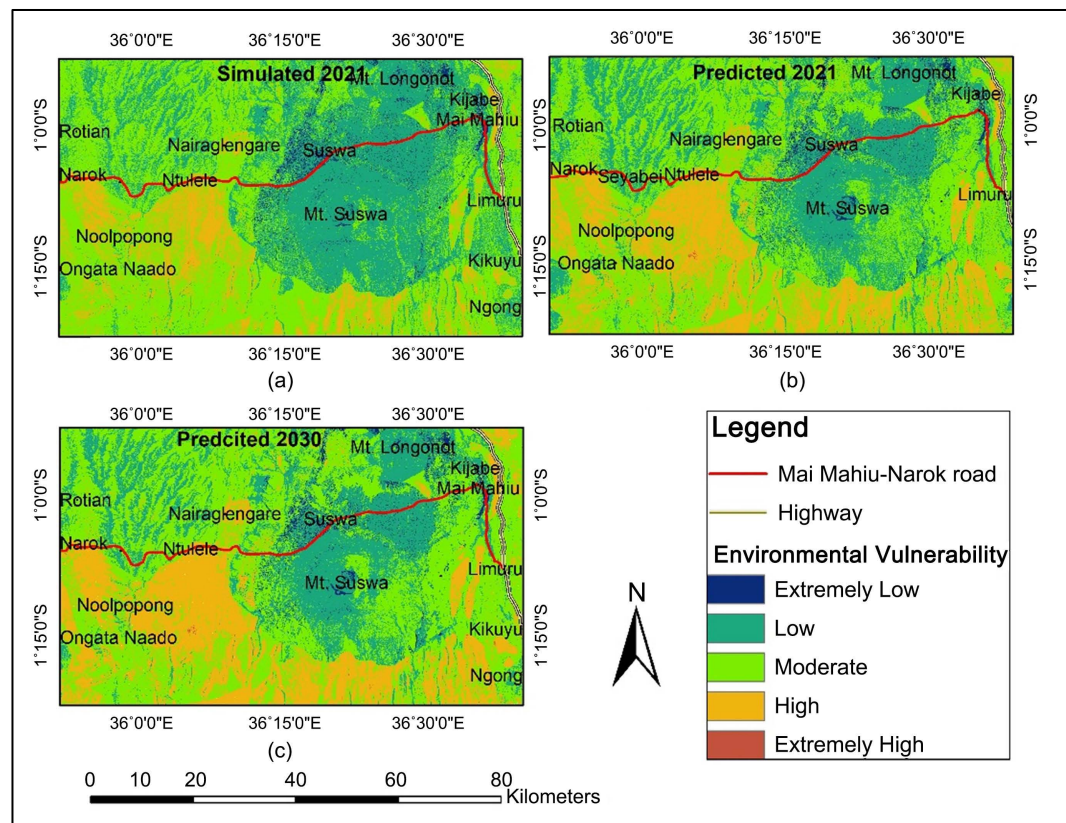 36˚0'0"E 36˚15'0"E 36˚30'0"E
Simulated 2021
Mt. Longonot
Kijabe
Mai Mahiu
Rotian
Nairaglengare
Suswa
Narok
Ntulele
Limuru
Mt. Suswa
Noolpopong
Kikuyu
Ongata Naado
Ngong
1˚0'0"S
1˚15'0"S
36˚0'0"E 36˚15'0"E 36˚30'0"E
(a)
36˚0'0"E 36˚15'0"E 36˚30'0"E
Predicted 2021
Mt. Longonot
Kijabe
Rotian
Nairaglengare
Suswa
Narok Seyabei Ntulele
Limuru
Mt. Suswa
Noolpopong
Ongata Naado
1˚0'0"S
1˚15'0"S
36˚0'0"E 36˚15'0"E 36˚30'0"E
(b)
36˚0'0"E 36˚15'0"E 36˚30'0"E
Predcited 2030
Mt. Longonot
Kijabe
Mai Mahiu
Rotian
Nairaglengare
Suswa
Narok
Ntulele
Limuru
Mt. Suswa
Noolpopong
Kikuyu
Ongata Naado
Ngong
1˚0'0"S
1˚15'0"S
1˚0'0"S
1˚15'0"S
36˚0'0"E 36˚15'0"E 36˚30'0"E
(c)
0 10 20 40 60 80
Kilometers
N
Legend
Mai Mahiu-Narok road
Highway
Environmental Vulnerability
Extremely Low
Low
Moderate
High
Extremely High